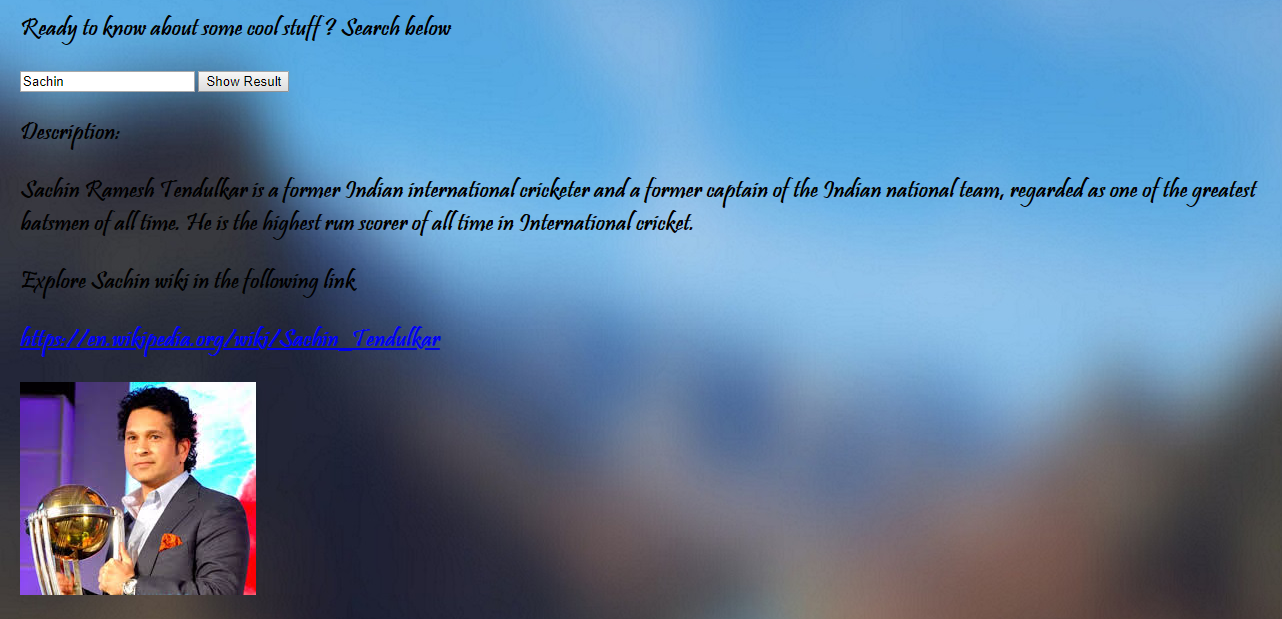 Ready to know about some cool stuff ? Search below
Sachin Show Result
Description:
Sachin Ramesh Tendulkar is a former Indian international cricketer and a former captain of the Indian national team, regarded as one of the greatest
batsmen of all time. He is the highest run scorer of all time in International cricket.
Explore Sachin wiki in the following link
https://en.wikipedia.org/wiki/Sachin_Tendulkar